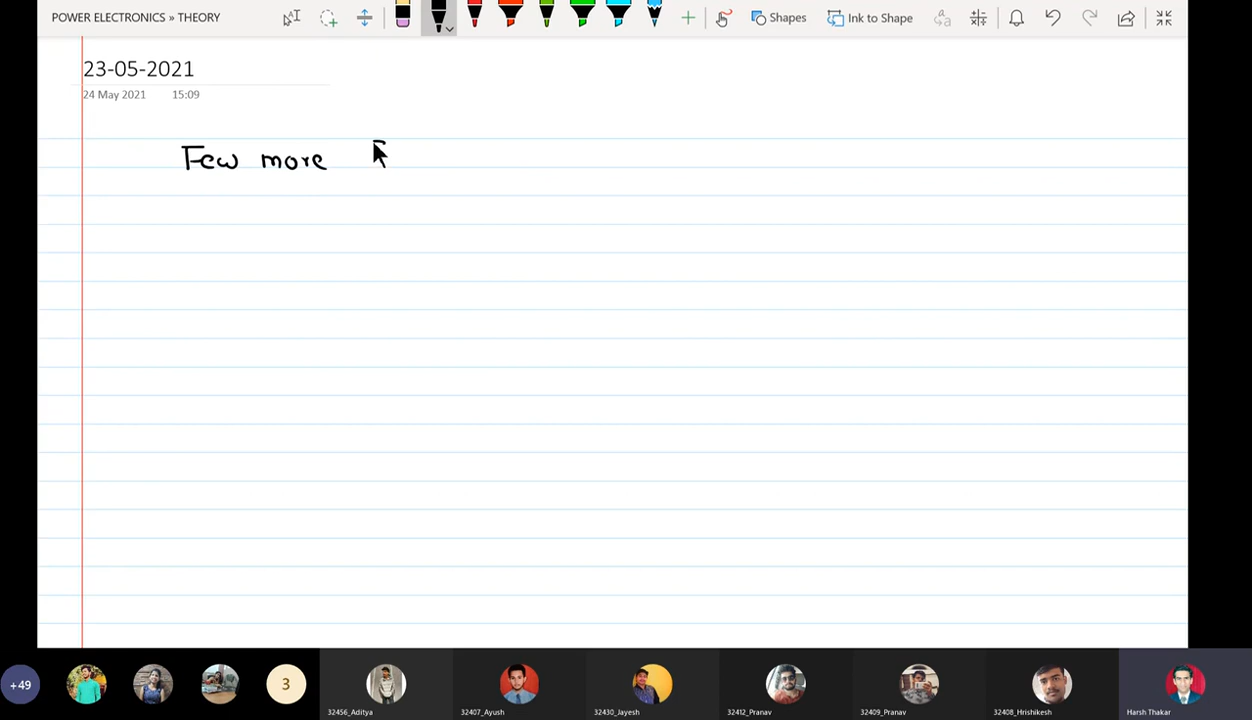 POWER ELECTRONICS » THEORY
Shapes
Ink to Shape
23-05-2021
24 May 2021 15:09
Few more
+49
3
32456_Aditya
32407_Ayush
32430_Jayesh
32412_Pranav
32409_Pranav
32408_Hrishikesh
Harsh Thakar